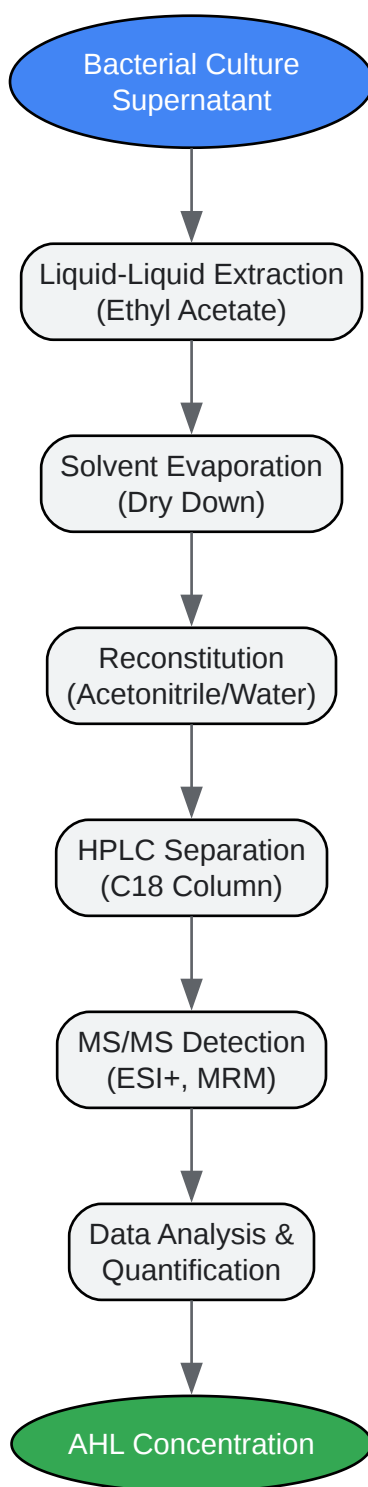 Bacterial Culture
Supernatant
Liquid-Liquid Extraction
(Ethyl Acetate)
Solvent Evaporation
(Dry Down)
Reconstitution
(Acetonitrile/Water)
HPLC Separation
(C18 Column)
MS/MS Detection
(ESI+, MRM)
Data Analysis &
Quantification
AHL Concentration